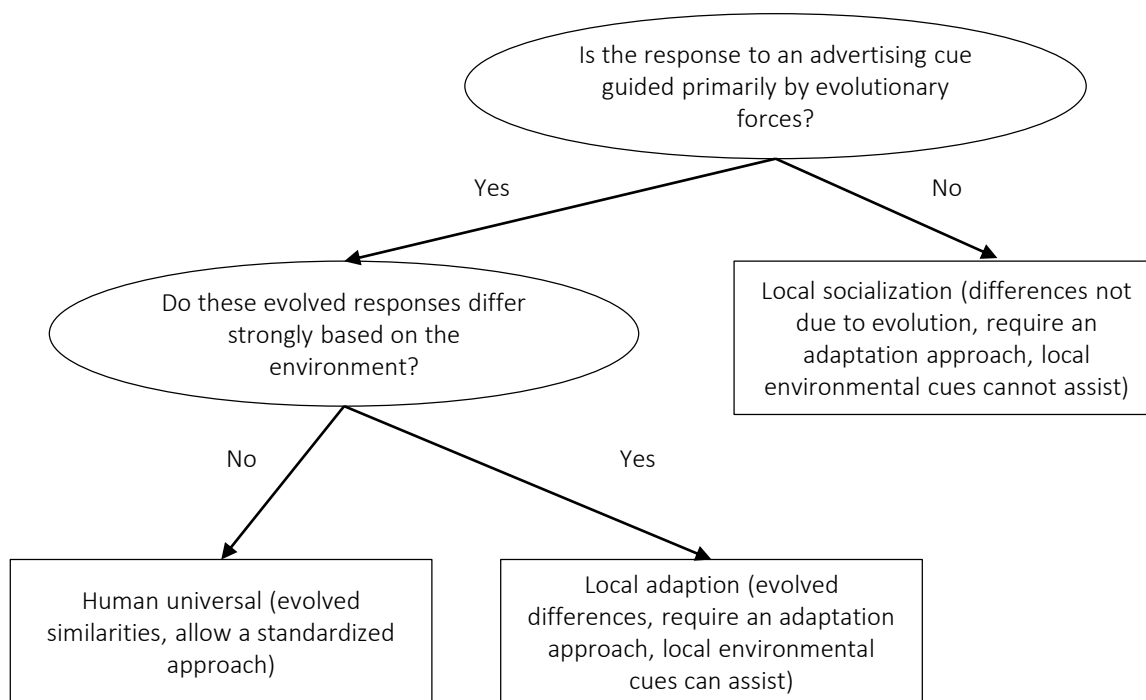 Is the response to an advertising cue
guided primarily by evolutionary
forces?
Yes
No
Do these evolved responses differ
strongly based on the
environment?
Local socialization (differences not
due to evolution, require an
adaptation approach, local
environmental cues cannot assist)
No
Yes
Human universal (evolved
similarities, allow a standardized
approach)
Local adaption (evolved
differences, require an adaptation
approach, local environmental
cues can assist)